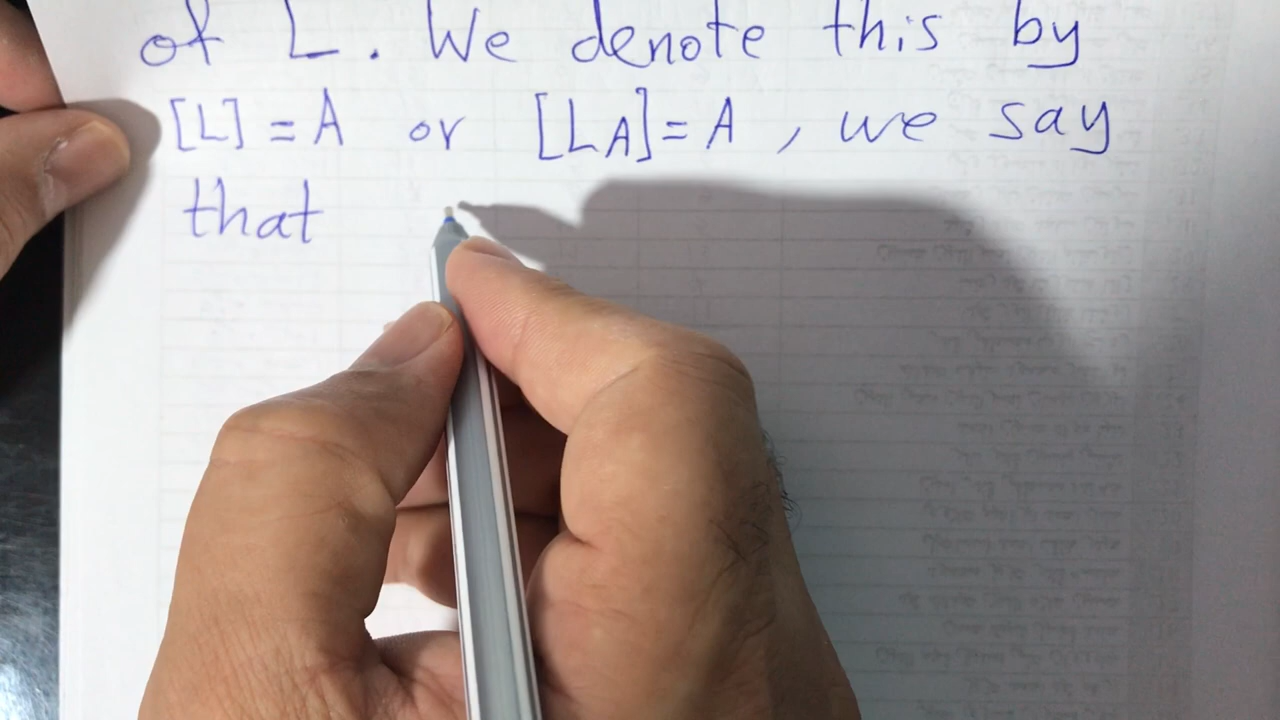 of L. We denote this by
[L] = A or [LA] = A, we say
that